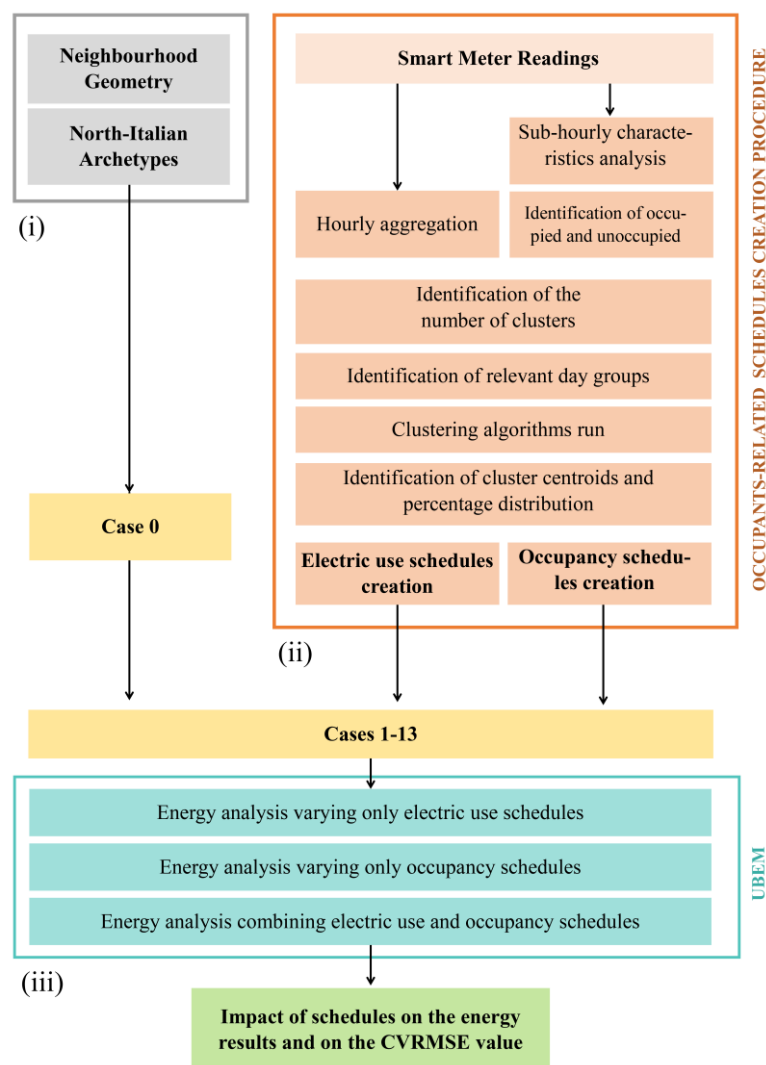 Neighbourhood
Geometry
North-Italian
Archetypes
(i)
Smart Meter Readings
Sub-hourly characte-
ristics analysis
Hourly aggregation
Identification of occu-
pied and unoccupied
Identification of the
number of clusters
Identification of relevant day groups
Clustering algorithms run
Identification of cluster centroids and
percentage distribution
Electric use schedules
creation
Occupancy schedu-
les creation
(ii)
OCCUPANTS-RELATED SCHEDULES CREATION PROCEDURE
Case 0
Cases 1-13
Energy analysis varying only electric use schedules
Energy analysis varying only occupancy schedules
Energy analysis combining electric use and occupancy schedules
UBEM
(iii)
Impact of schedules on the energy
results and on the CVRMSE value